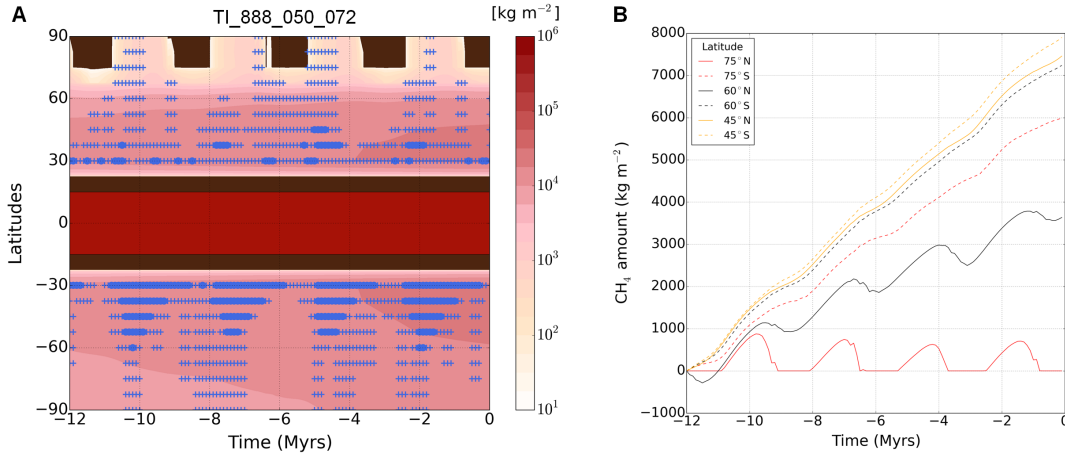 A
TI_888_050_072
[kg m⁻²]
90
60
30
0
−30
−60
−90
Latitudes
−12
−10
−8
−6
−4
−2
0
Time (Myrs)
10⁶
10⁵
10⁴
10³
10²
10¹
B
8000
7000
6000
5000
4000
3000
2000
1000
0
−1000
CH₄ amount (kg m⁻²)
Latitude
75°N
75°S
60°N
60°S
45°N
45°S
−12
−10
−8
−6
−4
−2
0
Time (Myrs)